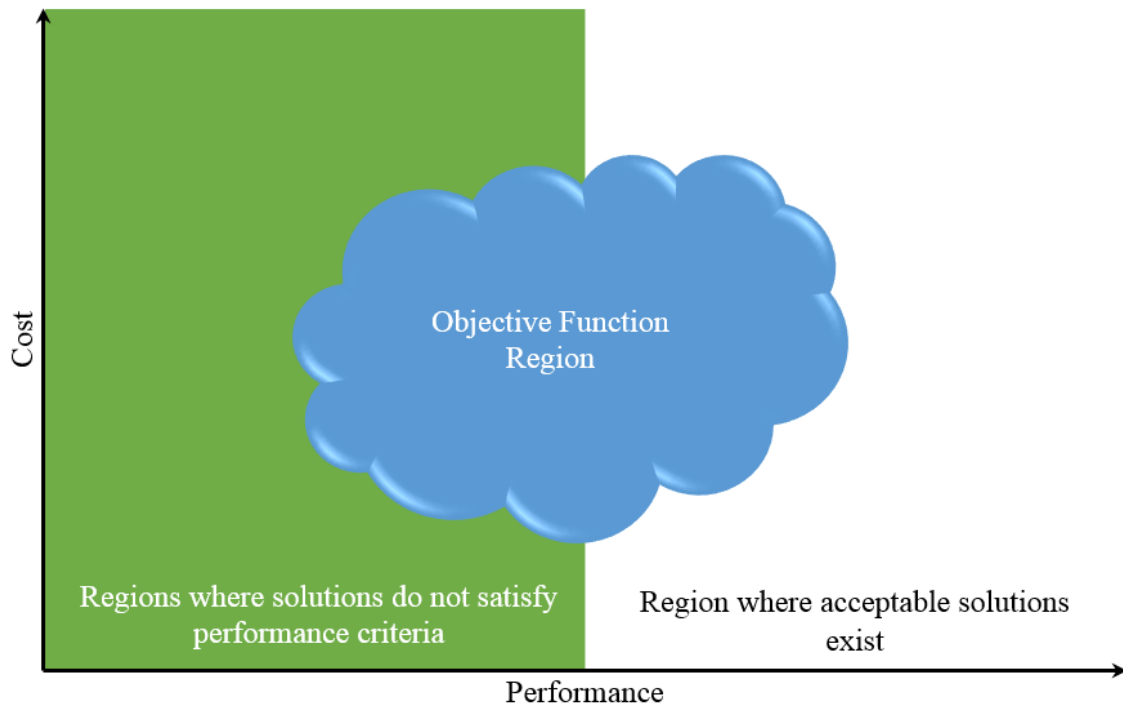 Cost
Objective Function
Region
Regions where solutions do not satisfy
performance criteria
Region where acceptable solutions
exist
Performance